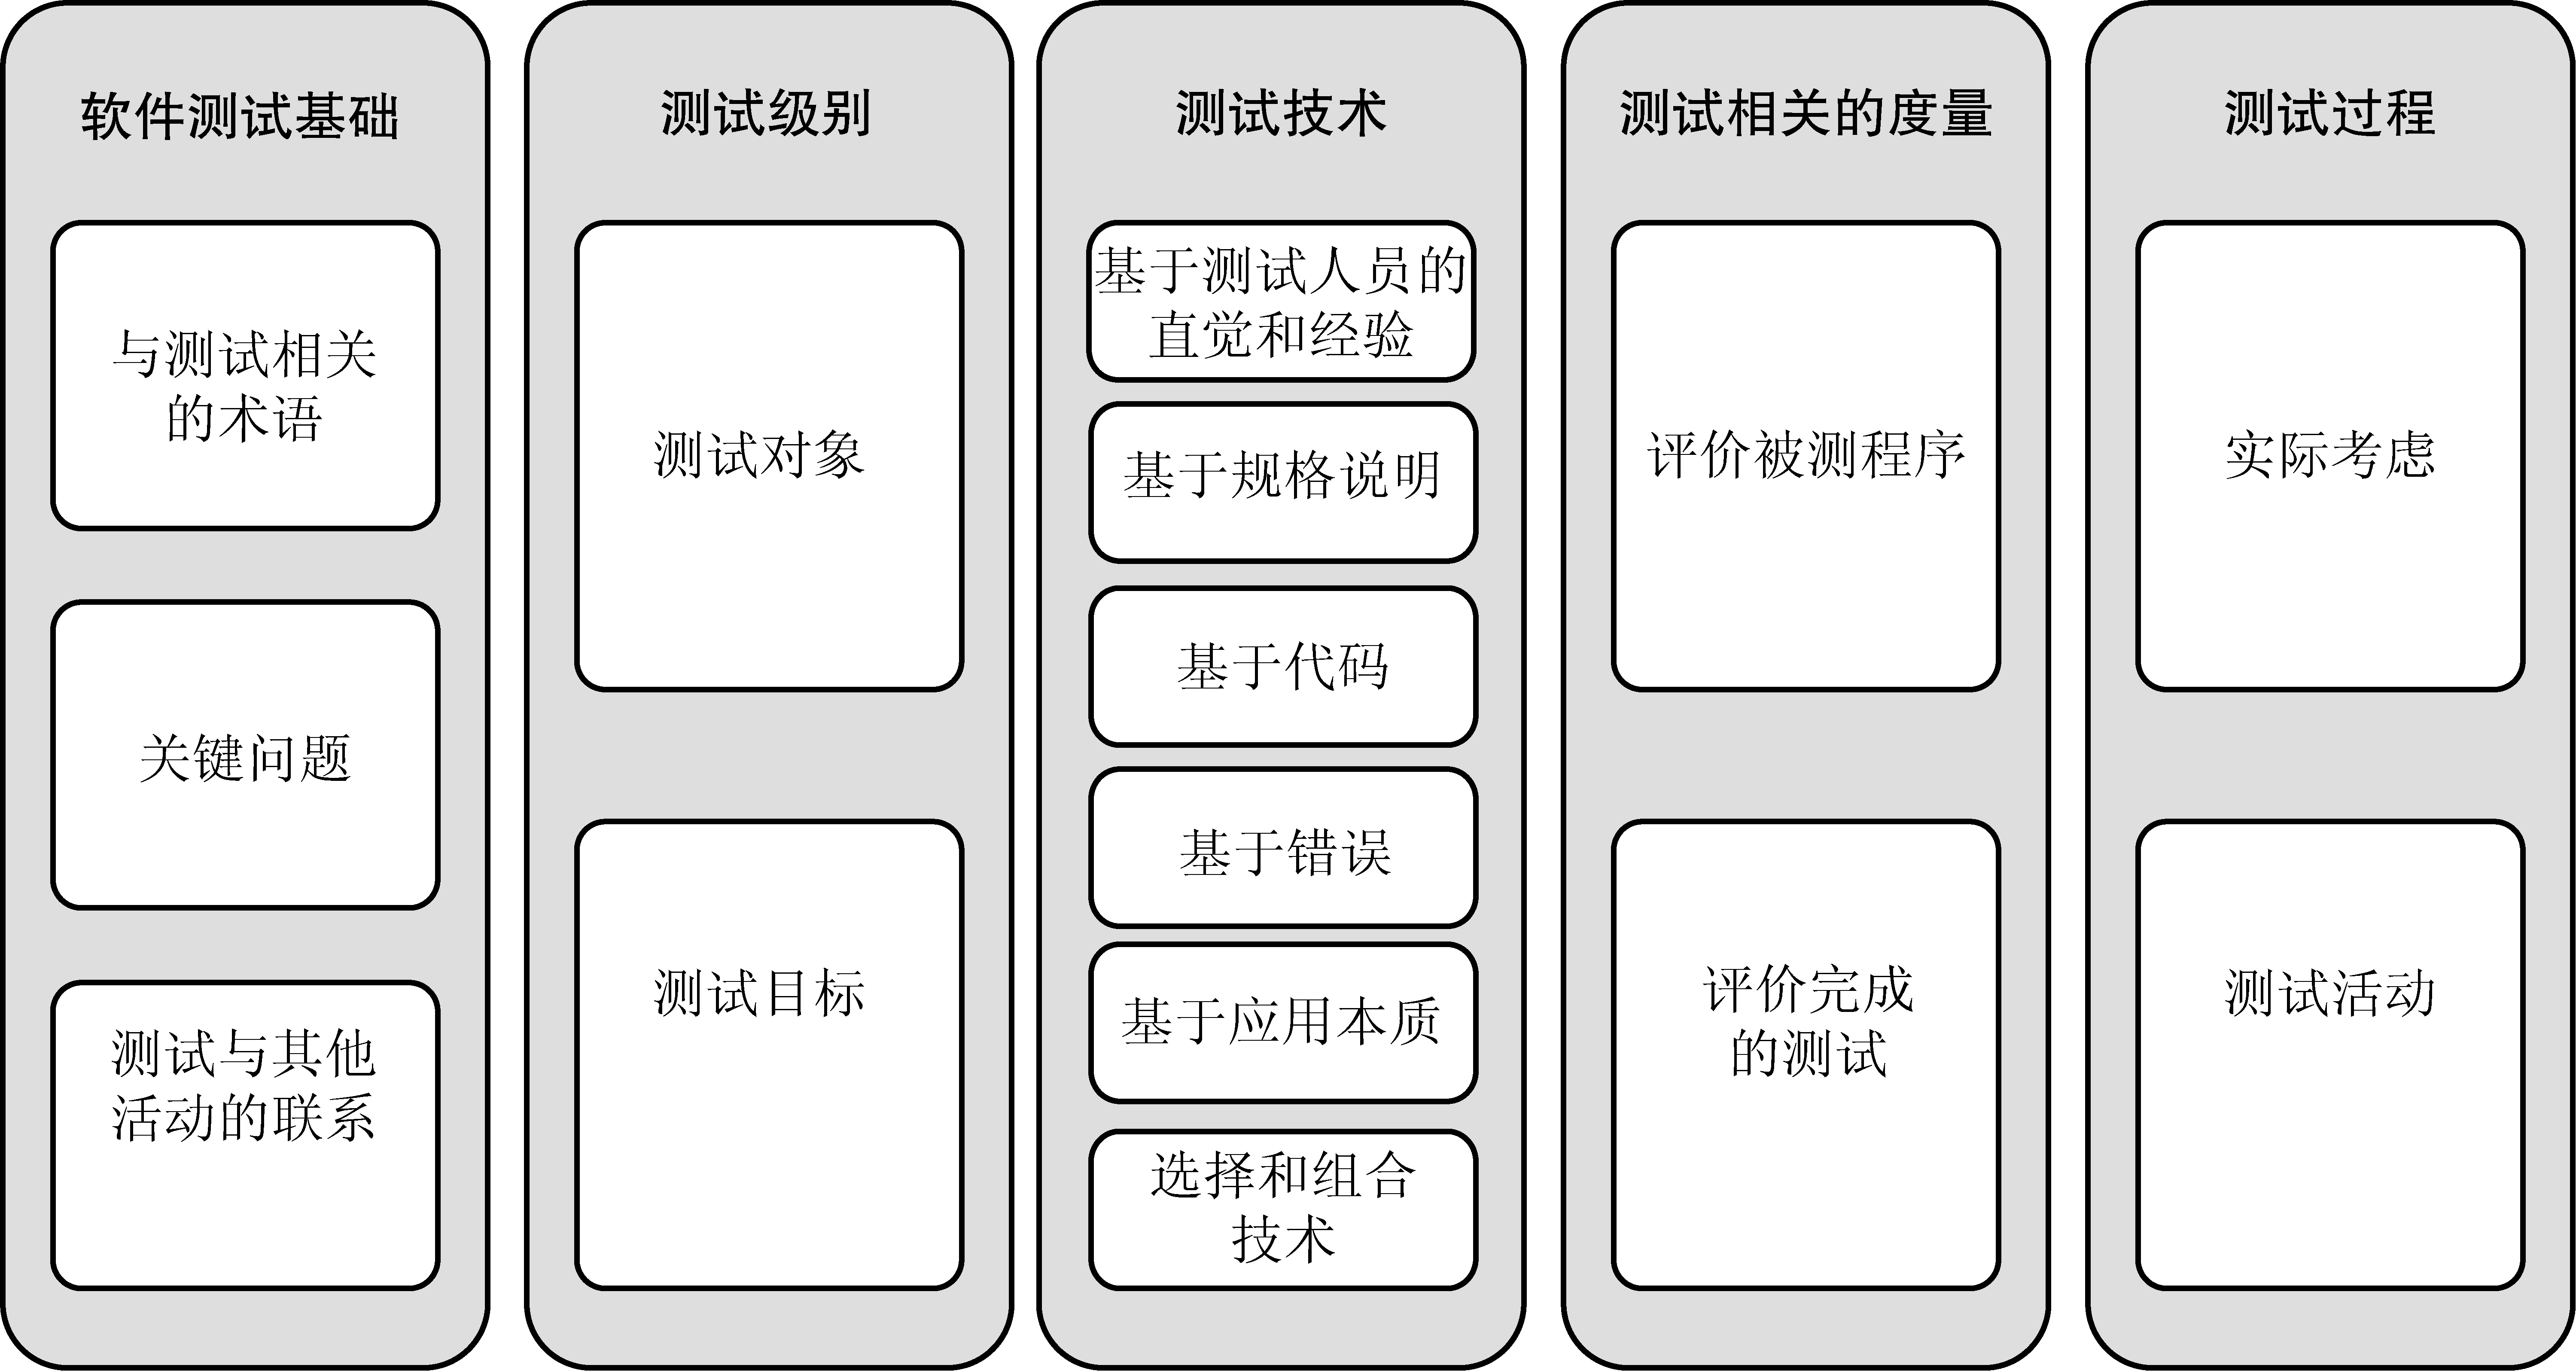 软件测试基础
与测试相关
的术语
关键问题
测试与其他
活动的联系
测试级别
测试对象
测试目标
测试技术
基于测试人员的
直觉和经验
基于规格说明
基于代码
基于错误
基于应用本质
选择和组合
技术
测试相关的度量
评价被测程序
评价完成
的测试
测试过程
实际考虑
测试活动